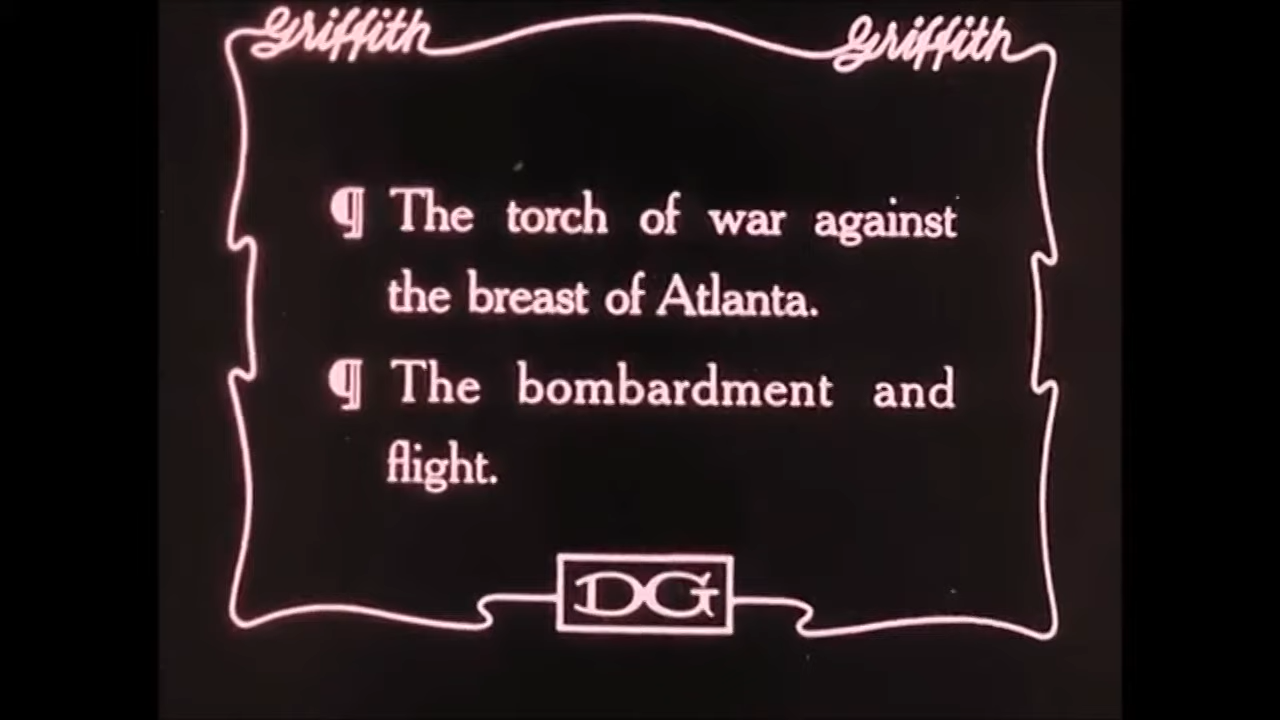 Griffith Griffith
¶ The torch of war against
the breast of Atlanta.
¶ The bombardment and
flight.
DG